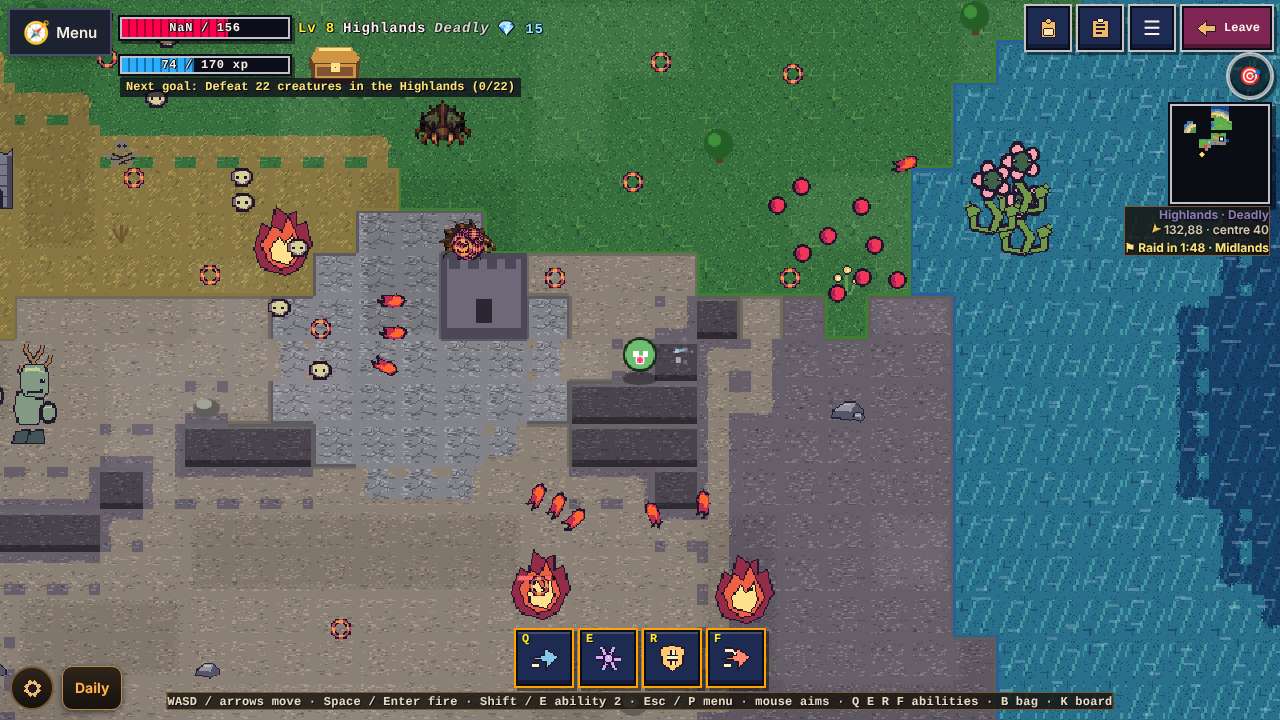 Menu
NaN / 156
Lv 8 Highlands Deadly 15
74 / 170 xp
Next goal: Defeat 22 creatures in the Highlands (0/22)
Leave
Highlands · Deadly
132,88 · centre 40
Raid in 1:48 · Midlands
Q
E
R
F
Daily
WASD / arrows move · Space / Enter fire · Shift / E ability 2 · Esc / P menu · mouse aims · Q E R F abilities · B bag · K board